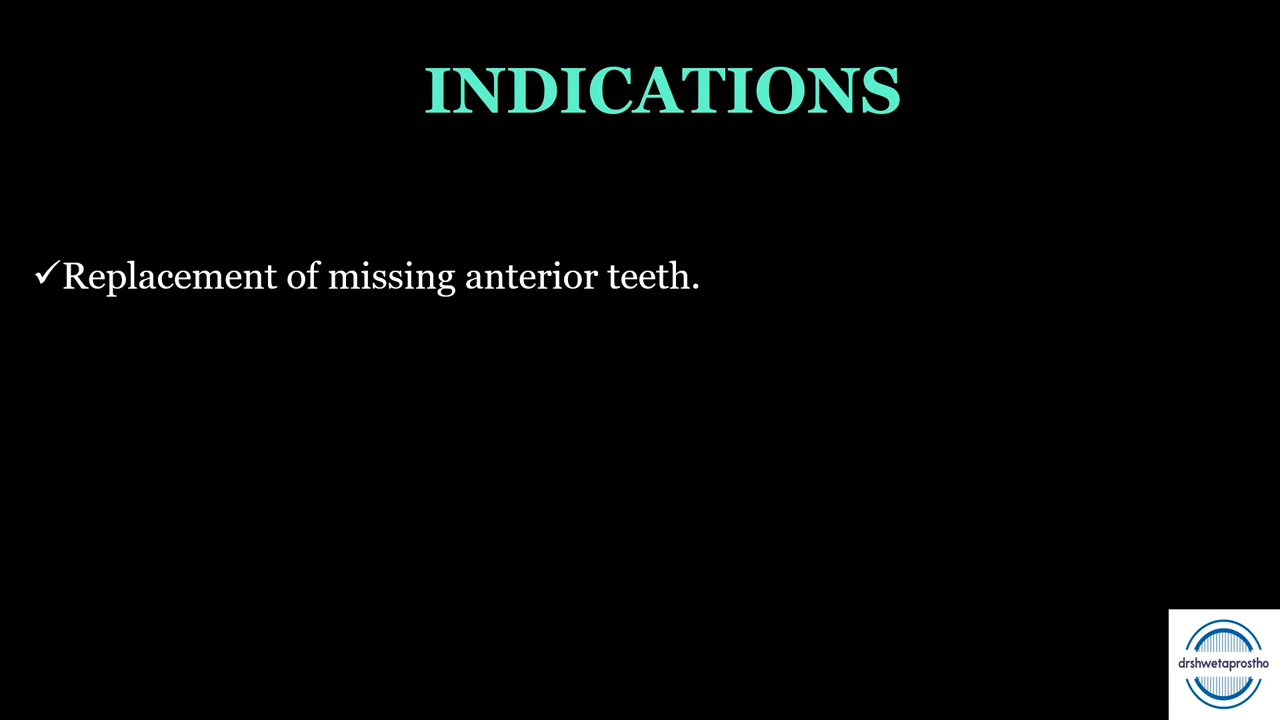 INDICATIONS
✓Replacement of missing anterior teeth.
drshwetaprostho